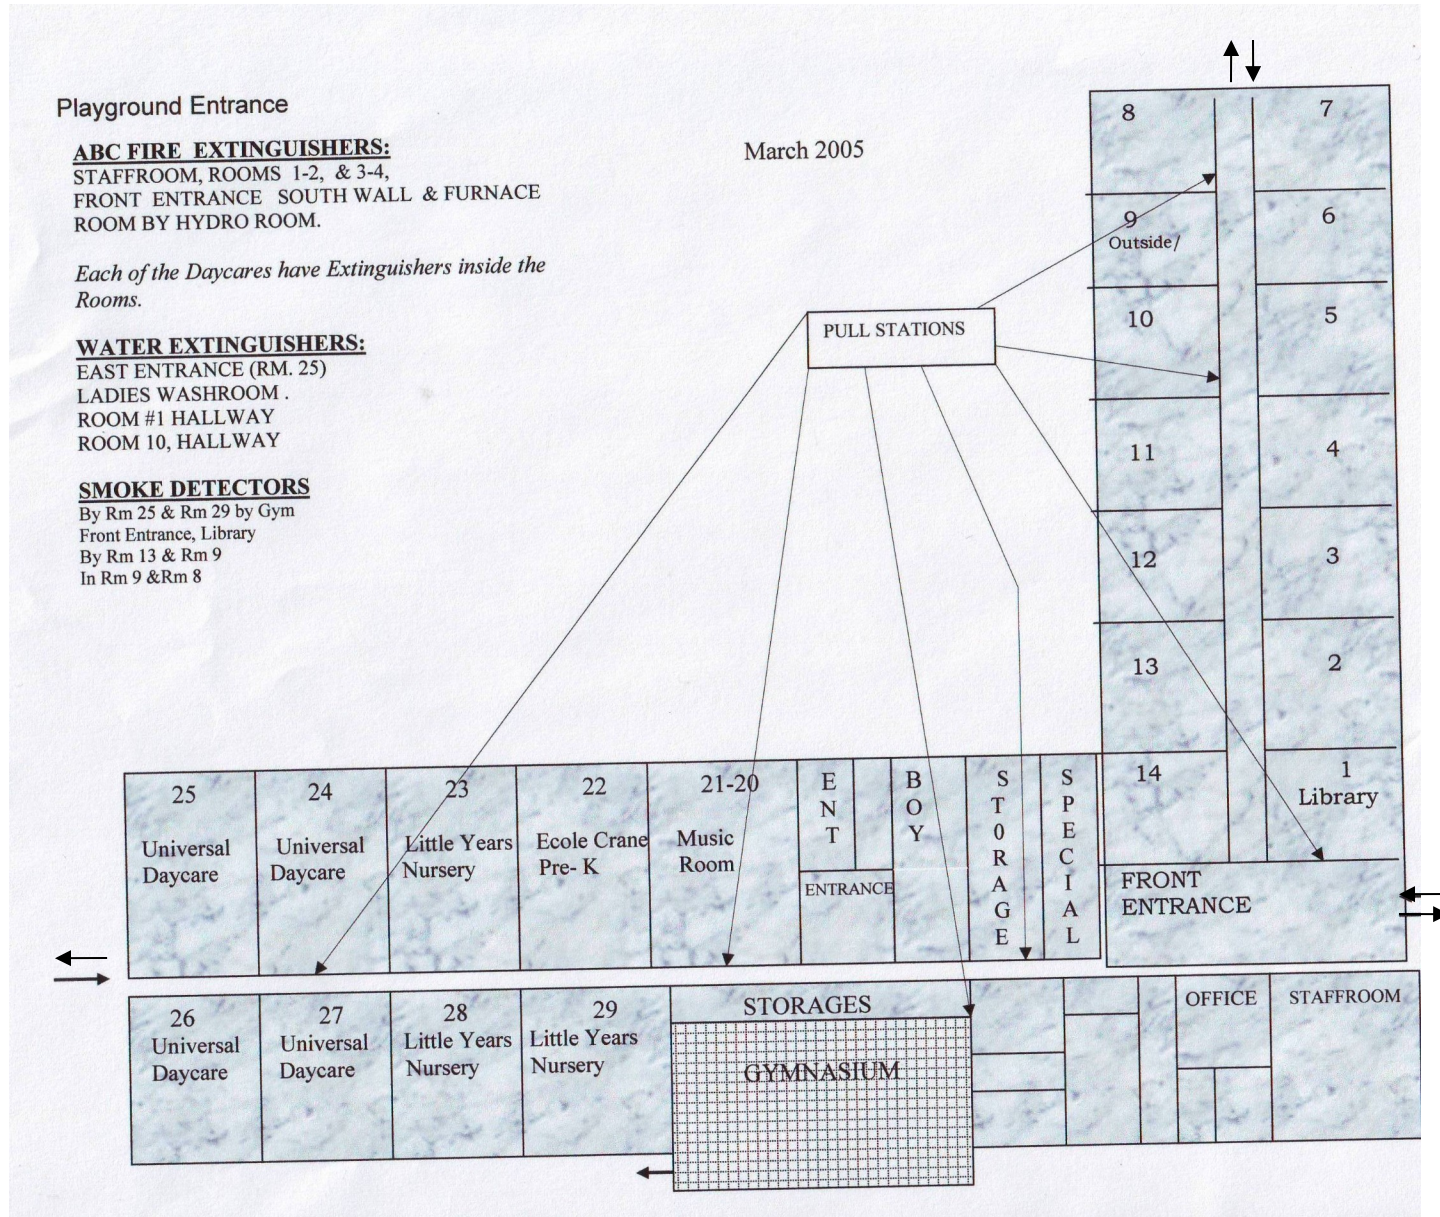 Playground Entrance
ABC FIRE EXTINGUISHERS:
STAFFROOM, ROOMS 1-2, & 3-4,
FRONT ENTRANCE SOUTH WALL & FURNACE
ROOM BY HYDRO ROOM.
Each of the Daycares have Extinguishers inside the
Rooms.
WATER EXTINGUISHERS:
EAST ENTRANCE (RM. 25)
LADIES WASHROOM .
ROOM #1 HALLWAY
ROOM 10, HALLWAY
SMOKE DETECTORS
By Rm 25 & Rm 29 by Gym
Front Entrance, Library
By Rm 13 & Rm 9
In Rm 9 &Rm 8
March 2005
PULL STATIONS
8
7
9
Outside/
6
10
5
11
4
12
3
13
2
14
1
Library
FRONT
ENTRANCE
25
Universal
Daycare
24
Universal
Daycare
23
Little Years
Nursery
22
Ecole Crane
Pre- K
21-20
Music
Room
ENT
ENTRANCE
BOY
ST0RAGE
SPECIAL
26
Universal
Daycare
27
Universal
Daycare
28
Little Years
Nursery
29
Little Years
Nursery
STORAGES
GYMNASIUM
OFFICE
STAFFROOM